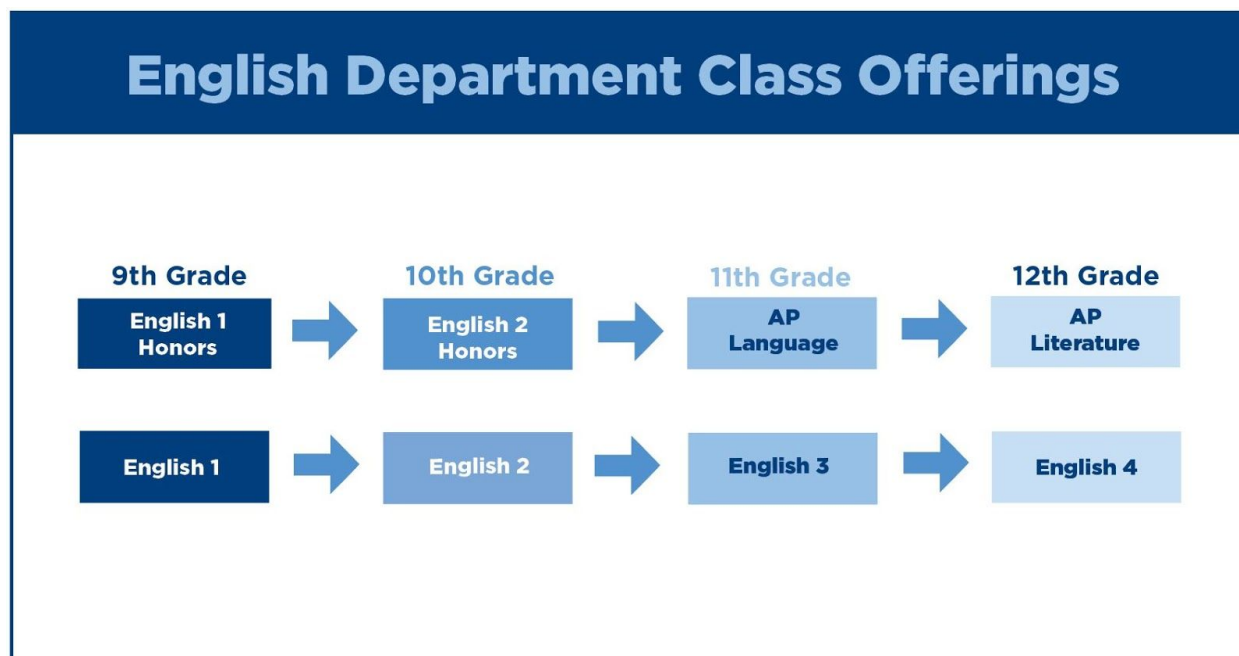 English Department Class Offerings
9th Grade
10th Grade
11th Grade
12th Grade
English 1
Honors
English 2
Honors
AP
Language
AP
Literature
English 1
English 2
English 3
English 4